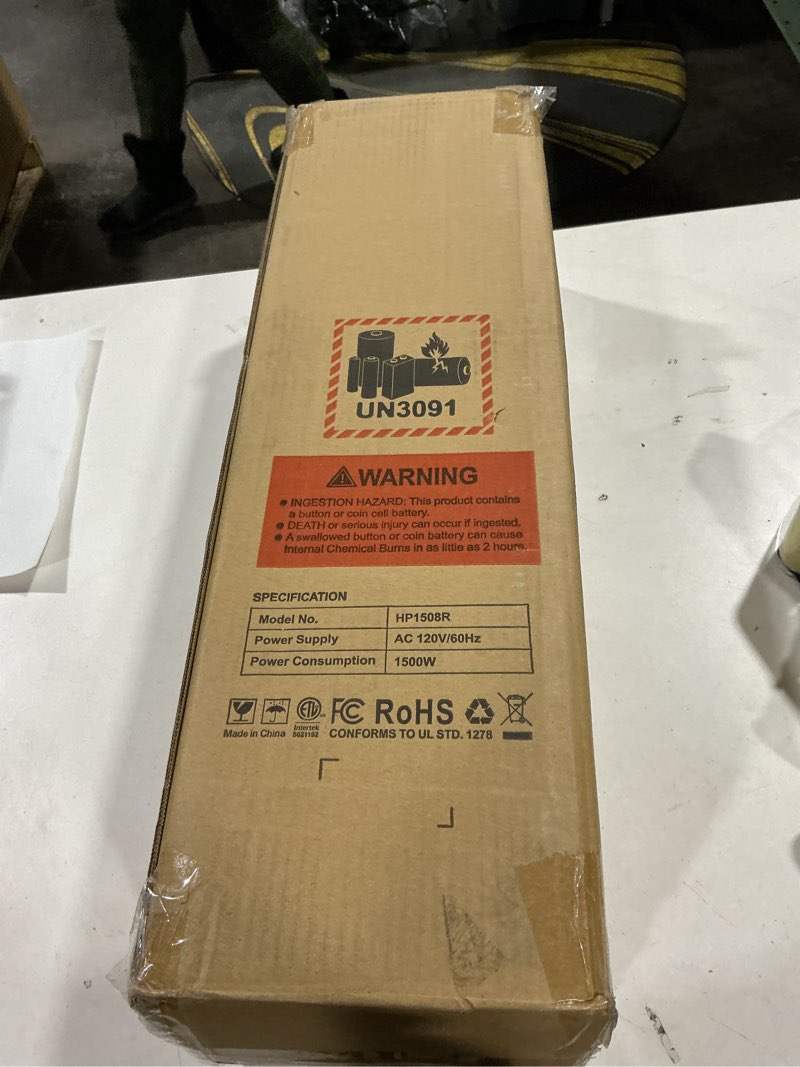 UN3091
WARNING
● INGESTION HAZARD: This product contains
a button or coin cell battery.
● DEATH or serious injury can occur if ingested.
● A swallowed button or coin battery can cause
Internal Chemical Burns in as little as 2 hours.
SPECIFICATION
Model No. HP1508R
Power Supply AC 120V/60Hz
Power Consumption 1500W
ETL FC RoHS
Made in China Intertek 5021192 CONFORMS TO UL STD. 1278